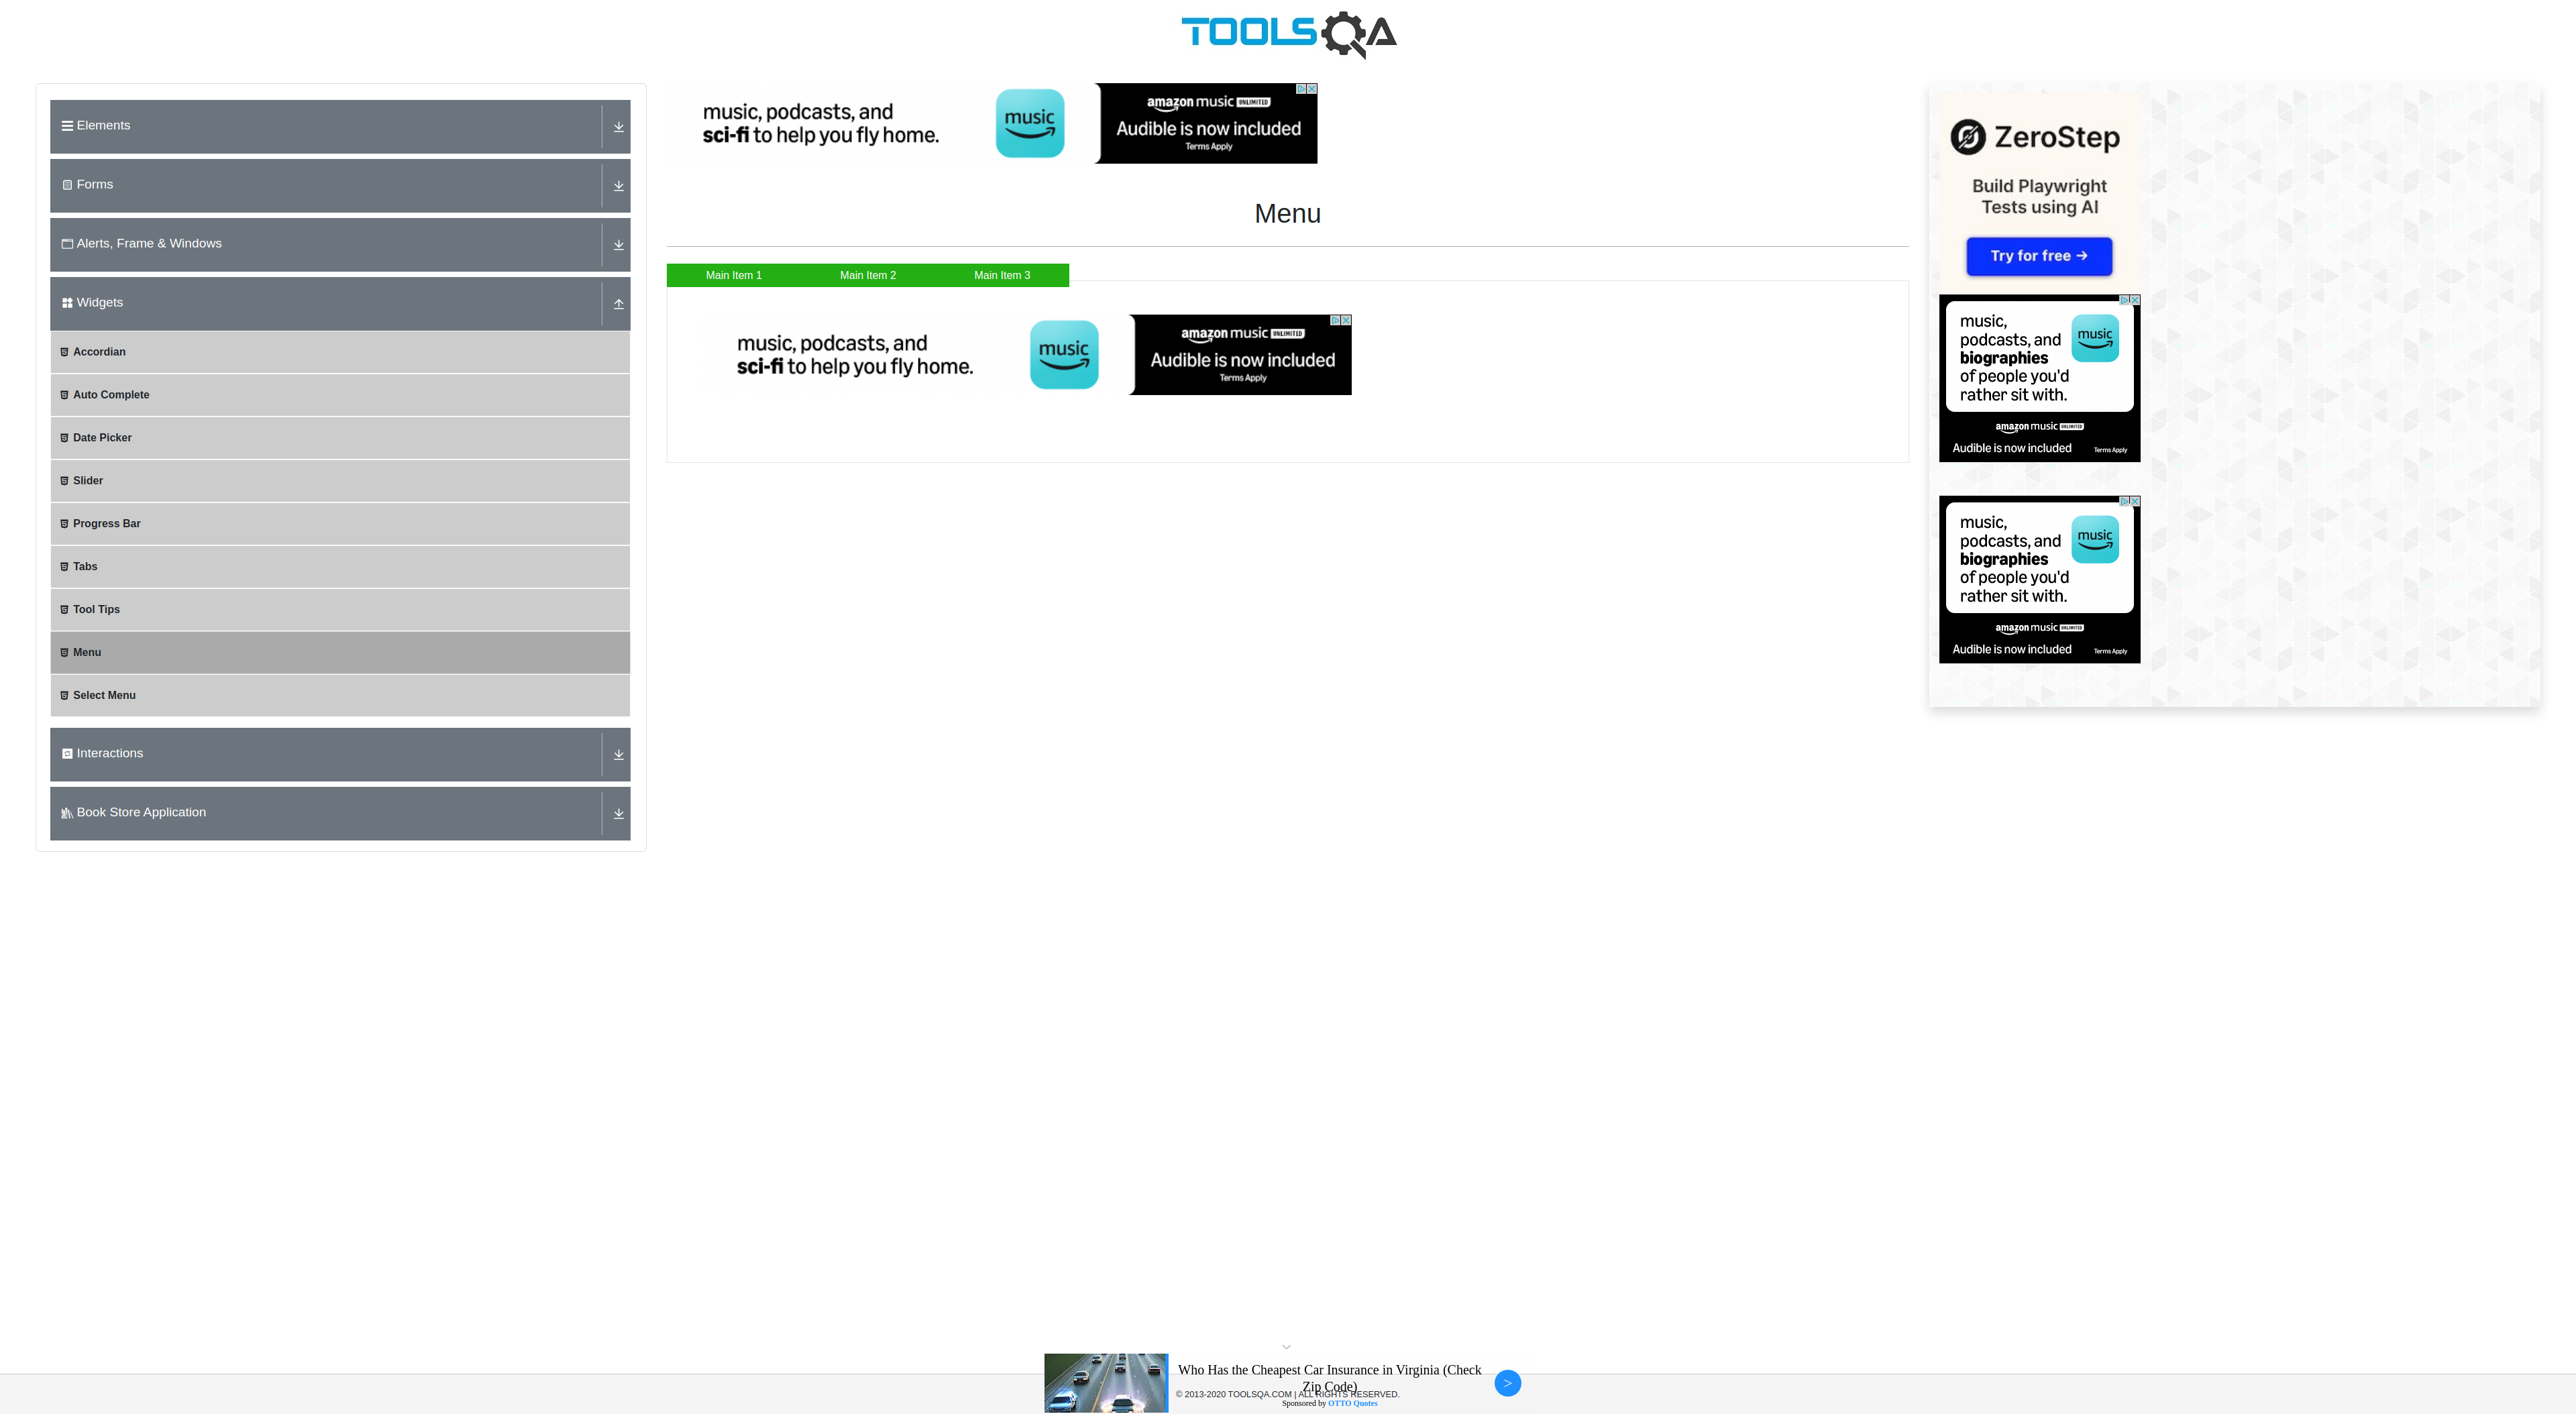 TOOLSQA
Elements
Forms
Alerts, Frame & Windows
Widgets
Accordian
Auto Complete
Date Picker
Slider
Progress Bar
Tabs
Tool Tips
Menu
Select Menu
Interactions
Book Store Application
music, podcasts, and
sci-fi to help you fly home.
music
amazon music UNLIMITED
Audible is now included
Terms Apply
Menu
Main Item 1
Main Item 2
Main Item 3
music, podcasts, and
sci-fi to help you fly home.
music
amazon music UNLIMITED
Audible is now included
Terms Apply
ZeroStep
Build Playwright
Tests using AI
Try for free →
music,
podcasts, and
biographies
of people you'd
rather sit with.
music
amazon music UNLIMITED
Audible is now included
Terms Apply
music,
podcasts, and
biographies
of people you'd
rather sit with.
music
amazon music UNLIMITED
Audible is now included
Terms Apply
Who Has the Cheapest Car Insurance in Virginia (Check
Zip Code)
© 2013-2020 TOOLSQA.COM | ALL RIGHTS RESERVED.
Sponsored by OTTO Quotes
>